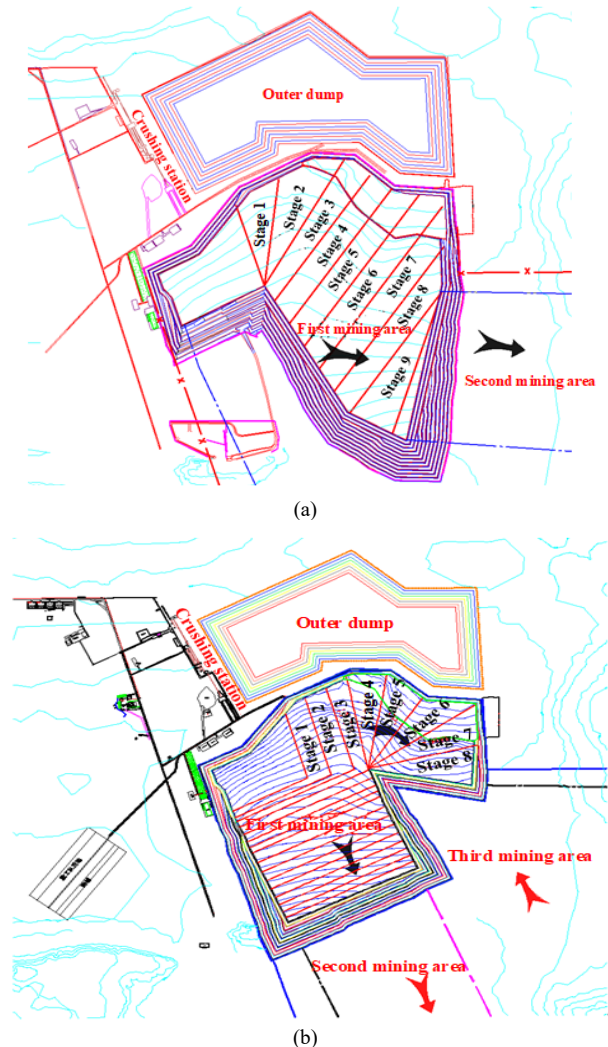 Outer dump
Crushing station
Stage 1
Stage 2
Stage 3
Stage 4
Stage 5
Stage 6
Stage 7
Stage 8
Stage 9
First mining area
Second mining area
(a)
Outer dump
Crushing station
Stage 1
Stage 2
Stage 3
Stage 4
Stage 5
Stage 6
Stage 7
Stage 8
First mining area
Third mining area
Second mining area
(b)